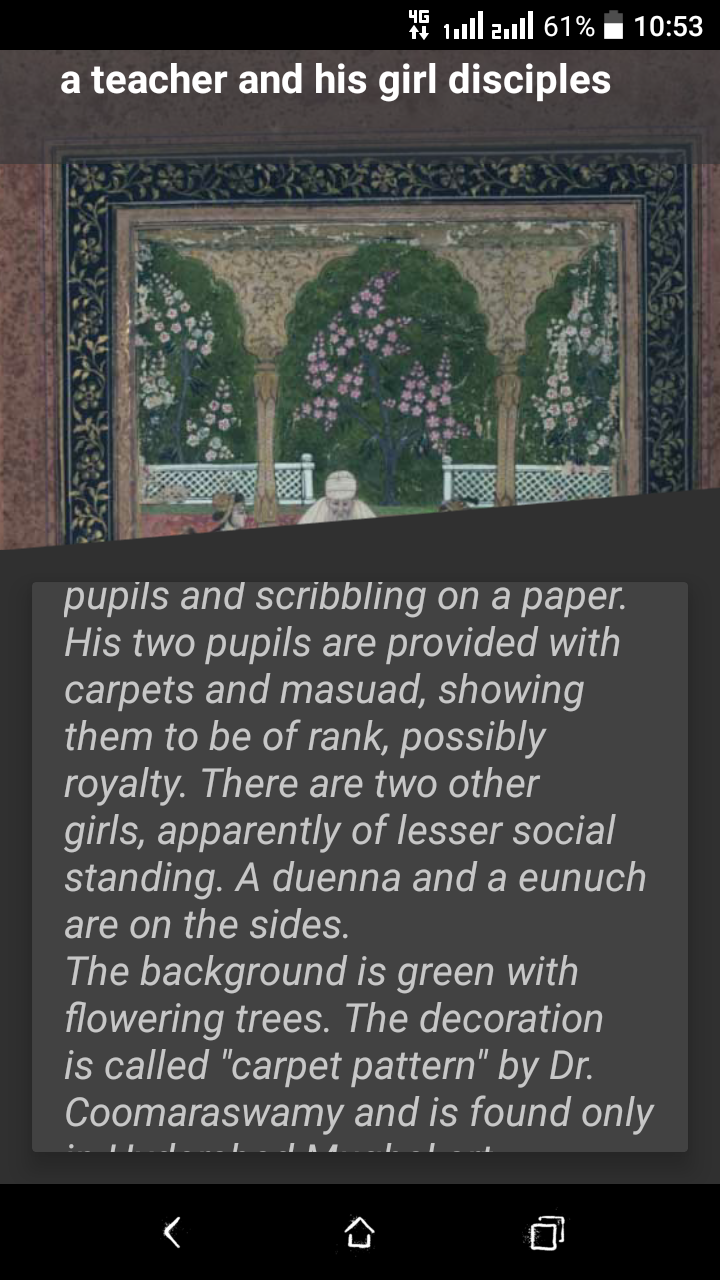 4G 1 2 61% 10:53
a teacher and his girl disciples
pupils and scribbling on a paper.
His two pupils are provided with
carpets and masuad, showing
them to be of rank, possibly
royalty. There are two other
girls, apparently of lesser social
standing. A duenna and a eunuch
are on the sides.
The background is green with
flowering trees. The decoration
is called "carpet pattern" by Dr.
Coomaraswamy and is found only